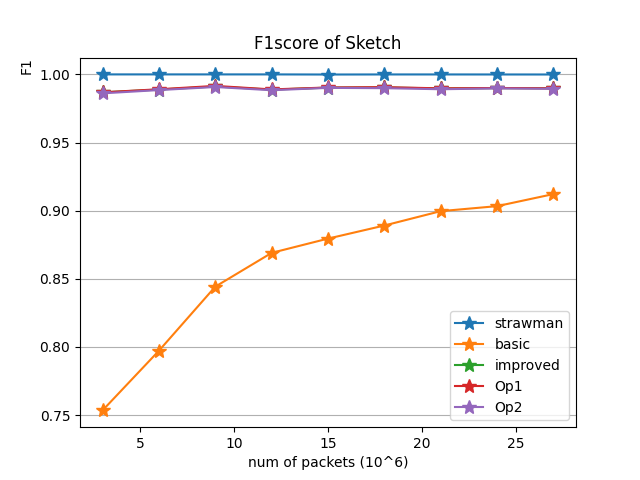 F1score of Sketch
F1
1.00
0.95
0.90
0.85
0.80
0.75
strawman
basic
improved
Op1
Op2
5 10 15 20 25
num of packets (10^6)